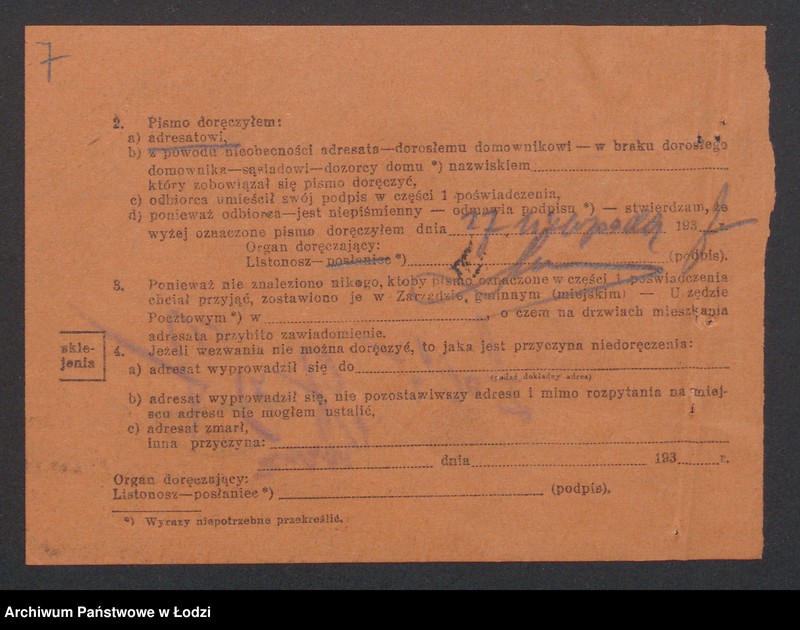 7
2. Pismo doręczyłem:
a) adresatowi,
b) z powodu nieobecności adresata—dorosłemu domownikowi — w braku dorosłego
domownika—sąsiadowi—dozorcy domu *) nazwiskiem
który zobowiązał się pismo doręczyć,
c) odbiorca umieścił swój podpis w części 1 poświadczenia,
d) ponieważ odbiorca—jest niepiśmienny — odmawia podpisu *) — stwierdzam, że
wyżej oznaczone pismo doręczyłem dnia 27 listopada 193 r.
Organ doręczający:
Listonosz—posłaniec *) (podpis).
3. Ponieważ nie znaleziono nikogo, ktoby pismo oznaczone w części 1 poświadczenia
chciał przyjąć, zostawiono je w Zarządzie gminnym (miejskim) — U zędzie
Pocztowym *) w , o czem na drzwiach mieszkania
adresata przybito zawiadomienie.
skle-
jenia
4. Jeżeli wezwania nie można doręczyć, to jaka jest przyczyna niedoręczenia:
a) adresat wyprowadził się do
(podać dokładny adres)
b) adresat wyprowadził się, nie pozostawiwszy adresu i mimo rozpytania na miej-
scu adresu nie mogłem ustalić,
c) adresat zmarł,
inna przyczyna:
dnia 193 r.
Organ doręczający:
Listonosz—posłaniec *) (podpis).
*) Wyrazy niepotrzebne przekreślić.
Archiwum Państwowe w Łodzi